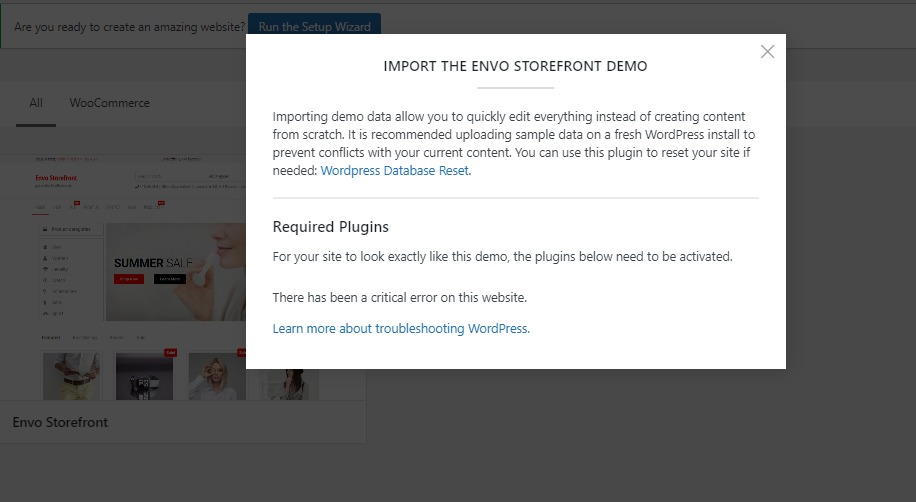 Are you ready to create an amazing website? Run the Setup Wizard
IMPORT THE ENVO STOREFRONT DEMO
All WooCommerce
Importing demo data allow you to quickly edit everything instead of creating content
from scratch. It is recommended uploading sample data on a fresh WordPress install to
prevent conflicts with your current content. You can use this plugin to reset your site if
needed: Wordpress Database Reset.
Envo Storefront
Required Plugins
For your site to look exactly like this demo, the plugins below need to be activated.
SUMMER SALE
There has been a critical error on this website.
Learn more about troubleshooting WordPress.
Envo Storefront